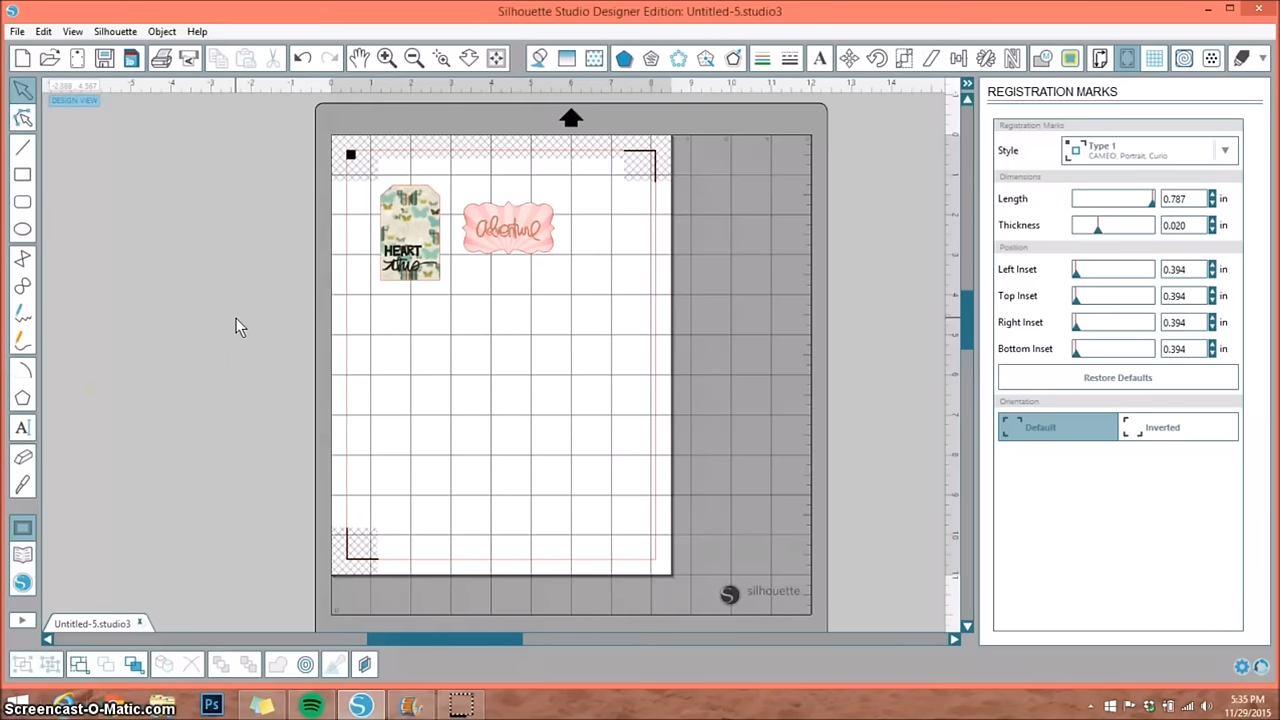 Silhouette Studio Designer Edition: Untitled-5.studio3
File Edit View Silhouette Object Help
DESIGN VIEW
REGISTRATION MARKS
Registration Marks
Style Type 1
CAMEO, Portrait, Curio
Dimensions
Length 0.787 in
Thickness 0.020 in
Position
Left Inset 0.394 in
Top Inset 0.394 in
Right Inset 0.394 in
Bottom Inset 0.394 in
Restore Defaults
Orientation
Default Inverted
HEART
adventure
silhouette
Untitled-5.studio3 x
Screencast-O-Matic.com
Ps
5:35 PM
11/29/2015